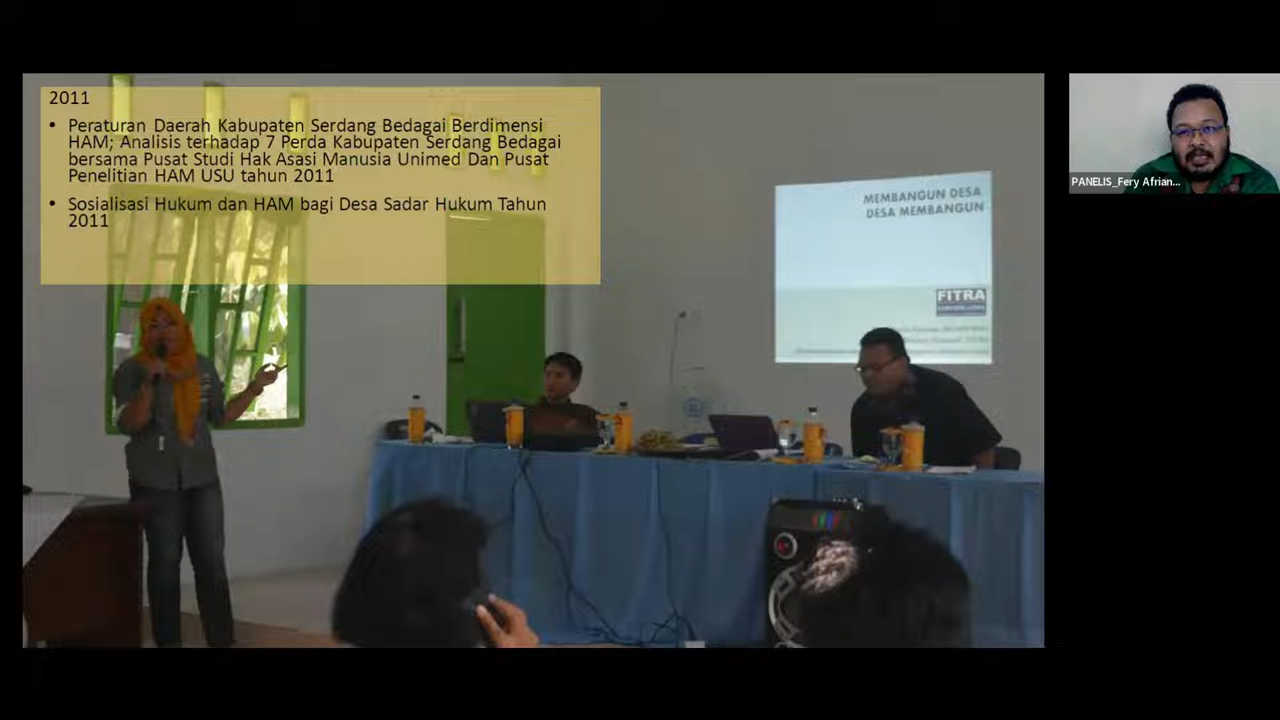 2011
• Peraturan Daerah Kabupaten Serdang Bedagai Berdimensi
HAM; Analisis terhadap 7 Perda Kabupaten Serdang Bedagai
bersama Pusat Studi Hak Asasi Manusia Unimed Dan Pusat
Penelitian HAM USU tahun 2011
• Sosialisasi Hukum dan HAM bagi Desa Sadar Hukum Tahun
2011
MEMBANGUN DESA
DESA MEMBANGUN
FITRA
PANELIS_Fery Afrian...